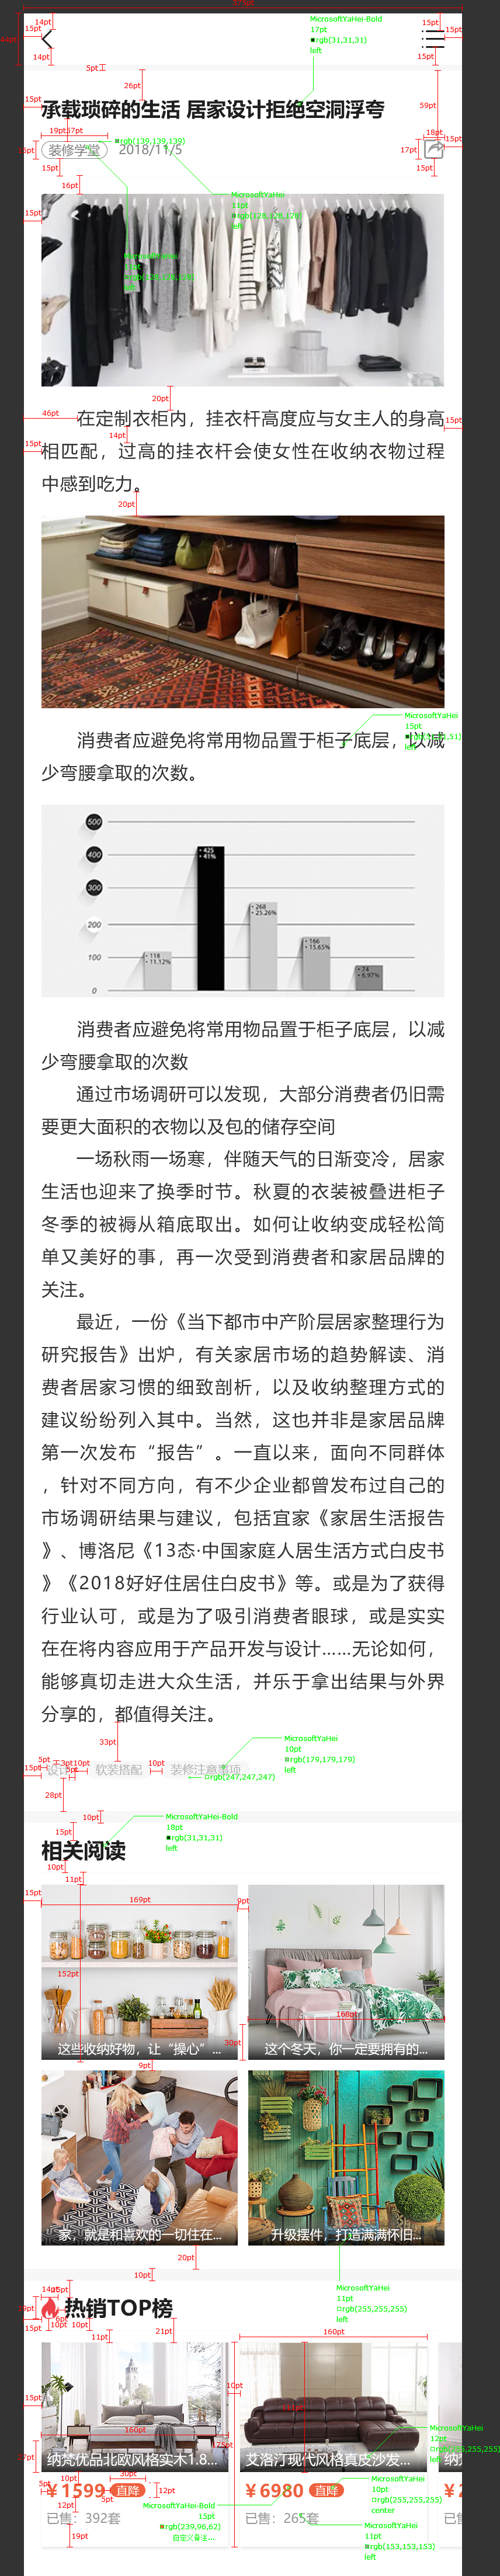 375pt
14pt
MicrosoftYaHei-Bold
17pt
rgb(31,31,31)
left
15pt
15pt
15pt
44pt
14pt
15pt
5pt
26pt
15pt
59pt
承载琐碎的生活 居家设计拒绝空洞浮夸
18pt
15pt
rgb(139,139,139)
装修学堂
2018/11/5
17pt
15pt
15pt
16pt
MicrosoftYaHei
11pt
left
15pt
20pt
46pt
15pt
在定制衣柜内，挂衣杆高度应与女主人的身高
14pt
15pt
相匹配，过高的挂衣杆会使女性在收纳衣物过程
中感到吃力。
20pt
MicrosoftYaHei
15pt
left
消费者应避免将常用物品置于柜子底层，以减
少弯腰拿取的次数。
500
400
425
41%
300
268
25.26%
200
166
15.65%
118
11.12%
100
74
6.97%
0
消费者应避免将常用物品置于柜子底层，以减
少弯腰拿取的次数
通过市场调研可以发现，大部分消费者仍旧需
要更大面积的衣物以及包的储存空间
一场秋雨一场寒，伴随天气的日渐变冷，居家
生活也迎来了换季时节。秋夏的衣装被叠进柜子
冬季的被褥从箱底取出。如何让收纳变成轻松简
单又美好的事，再一次受到消费者和家居品牌的
关注。
最近，一份《当下都市中产阶层居家整理行为
研究报告》出炉，有关家居市场的趋势解读、消
费者居家习惯的细致剖析，以及收纳整理方式的
建议纷纷列入其中。当然，这也并非是家居品牌
第一次发布“报告”。一直以来，面向不同群体
，针对不同方向，有不少企业都曾发布过自己的
市场调研结果与建议，包括宜家《家居生活报告
》、博洛尼《13态·中国家庭人居生活方式白皮书
》《2018好好住居住白皮书》等。或是为了获得
行业认可，或是为了吸引消费者眼球，或是实实
在在将内容应用于产品开发与设计……无论如何，
能够真切走进大众生活，并乐于拿出结果与外界
分享的，都值得关注。
33pt
MicrosoftYaHei
10pt
rgb(179,179,179)
left
5pt
10pt
10pt
15pt
设计
软装搭配
装修注意事项
rgb(247,247,247)
28pt
10pt
MicrosoftYaHei-Bold
18pt
rgb(31,31,31)
left
15pt
相关阅读
10pt
11pt
15pt
169pt
9pt
152pt
168pt
30pt
这些收纳好物，让“操心”...
这个冬天，你一定要拥有的...
9pt
家，就是和喜欢的一切住在...
升级摆件，打造满满怀旧...
20pt
10pt
MicrosoftYaHei
11pt
rgb(255,255,255)
left
热销TOP榜
15pt
10pt
10pt
21pt
11pt
160pt
10pt
15pt
160pt
175pt
MicrosoftYaHei
12pt
rgb(255,255,255)
left
纳梵优品北欧风格实木1.8...
艾洛汀现代风格真皮沙发...
30pt
10pt
5pt
￥1599 直降
12pt
￥6980 直降
MicrosoftYaHei
10pt
rgb(255,255,255)
center
5pt
12pt
MicrosoftYaHei-Bold
15pt
rgb(239,96,62)
已售：392套
已售：265套
19pt
MicrosoftYaHei
11pt
rgb(153,153,153)
left